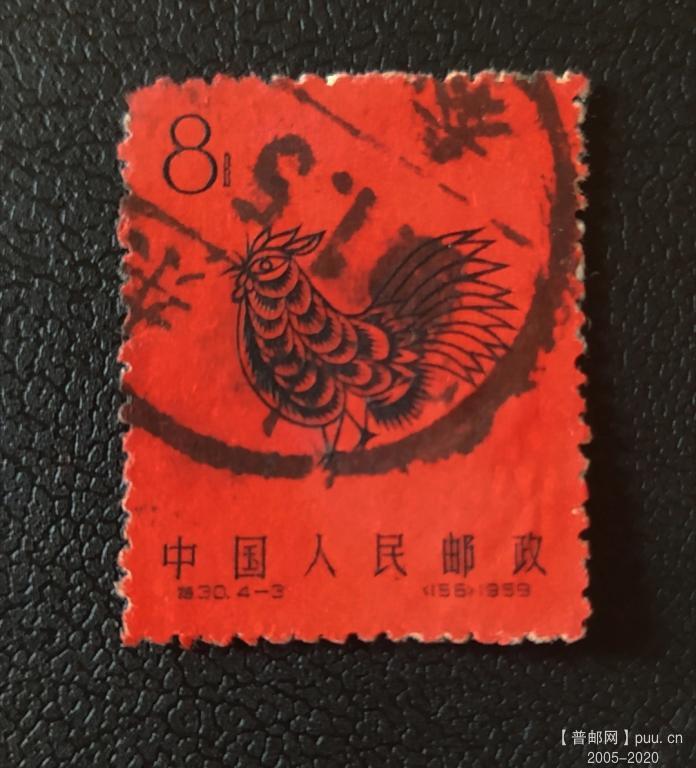 8分
中国人民邮政
特30.4-3 (156) 1959
【普邮网】puu.cn
2005-2020